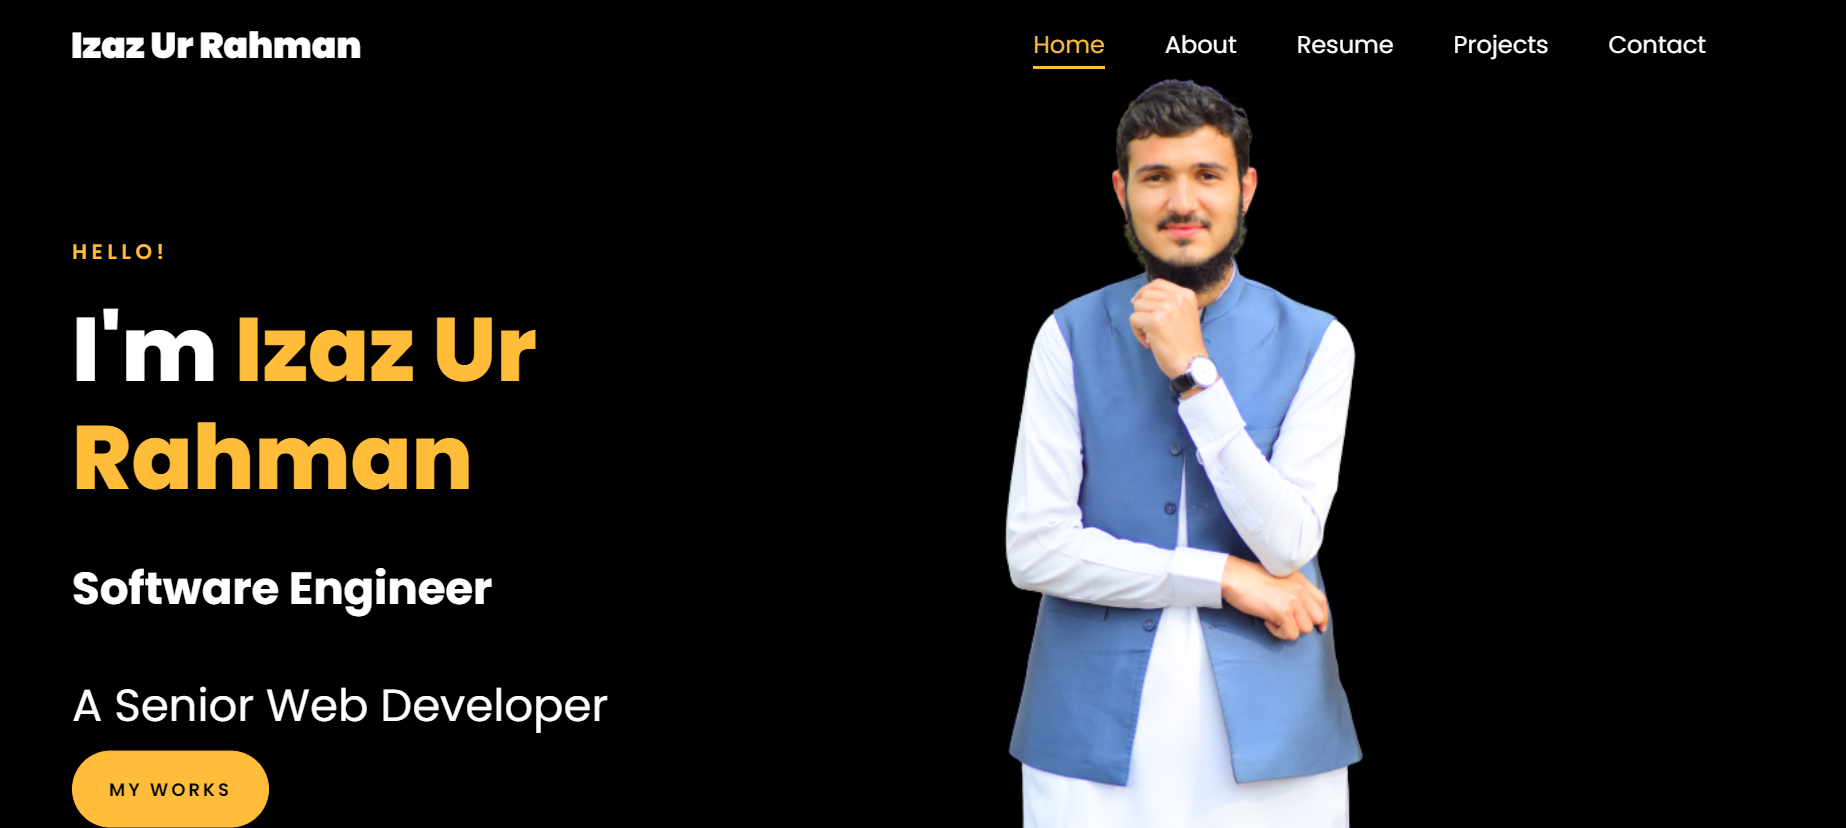 Izaz Ur Rahman
Home About Resume Projects Contact
HELLO!
I'm Izaz Ur
Rahman
Software Engineer
A Senior Web Developer
MY WORKS